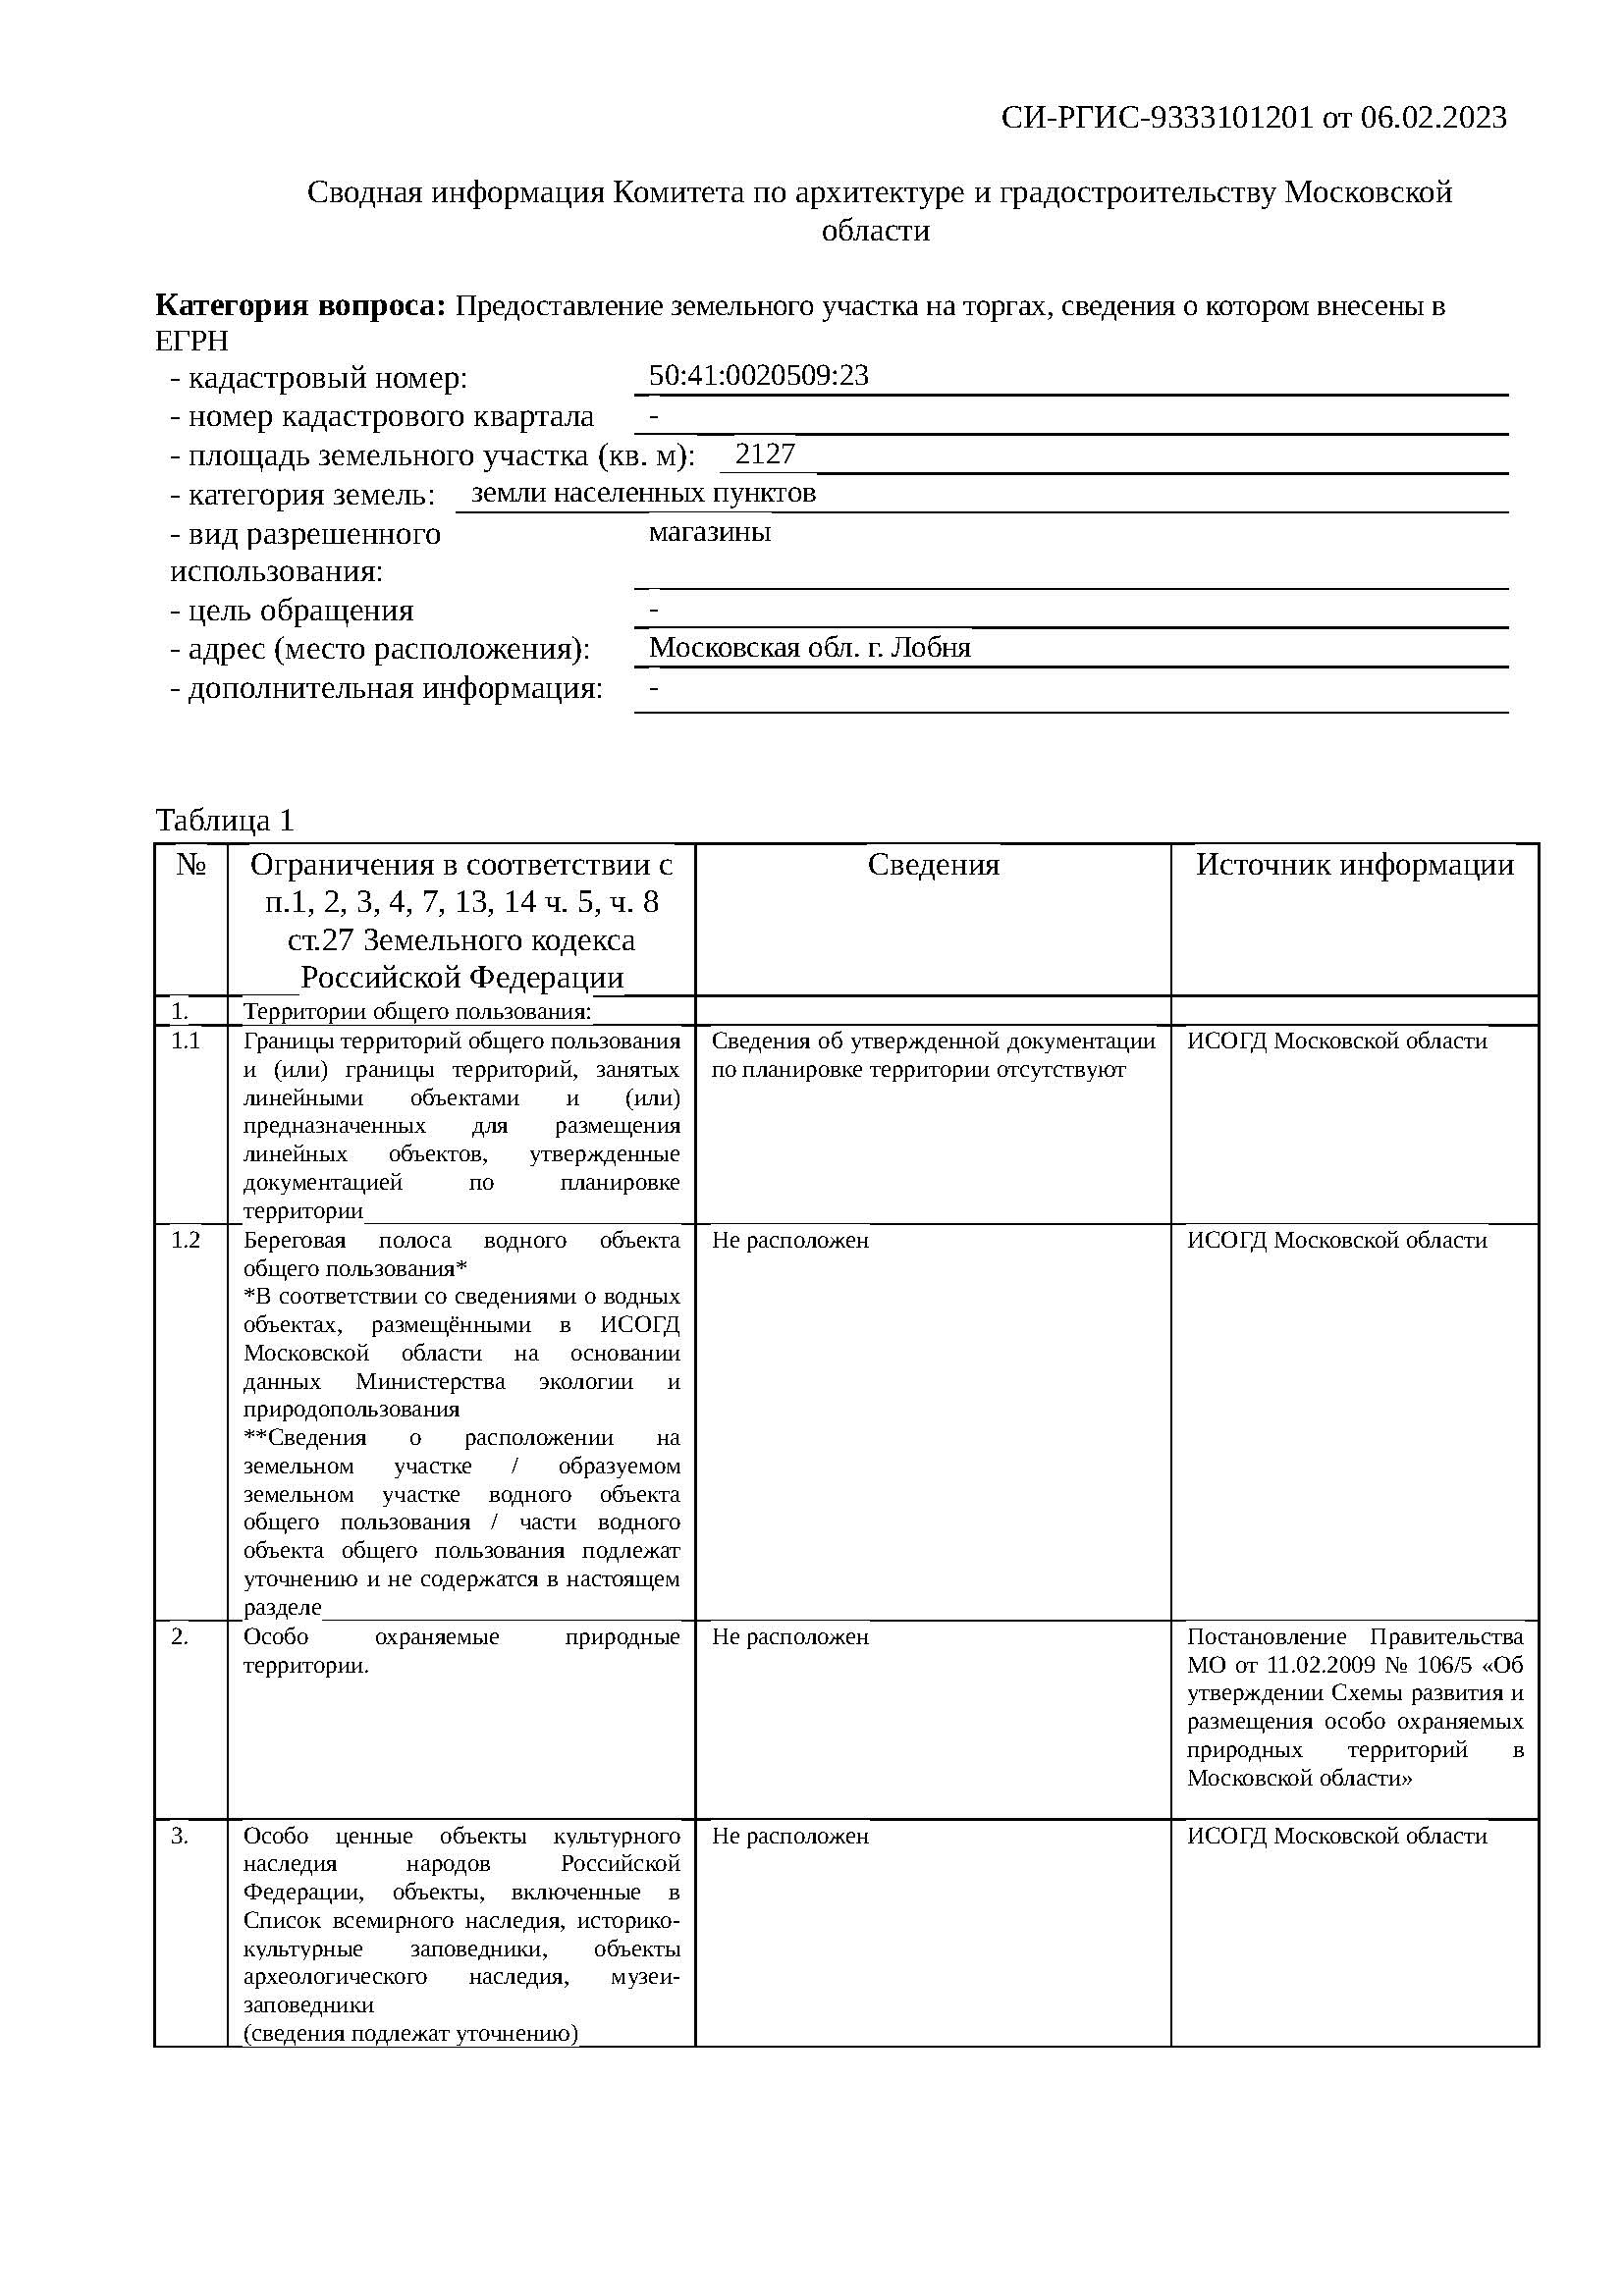 СИ-РГИС-9333101201 от 06.02.2023
Сводная информация Комитета по архитектуре и градостроительству Московской
области
Категория вопроса: Предоставление земельного участка на торгах, сведения о котором внесены в
ЕГРН
- кадастровый номер: 50:41:0020509:23
- номер кадастрового квартала -
- площадь земельного участка (кв. м): 2127
- категория земель: земли населенных пунктов
- вид разрешенного магазины
использования:
- цель обращения -
- адрес (место расположения): Московская обл. г. Лобня
- дополнительная информация: -
Таблица 1
№ Ограничения в соответствии с Сведения Источник информации
п.1, 2, 3, 4, 7, 13, 14 ч. 5, ч. 8
ст.27 Земельного кодекса
Российской Федерации
1. Территории общего пользования:
1.1 Границы территорий общего пользования Сведения об утвержденной документации ИСОГД Московской области
и (или) границы территорий, занятых по планировке территории отсутствуют
линейными объектами и (или)
предназначенных для размещения
линейных объектов, утвержденные
документацией по планировке
территории
1.2 Береговая полоса водного объекта Не расположен ИСОГД Московской области
общего пользования*
*В соответствии со сведениями о водных
объектах, размещёнными в ИСОГД
Московской области на основании
данных Министерства экологии и
природопользования
**Сведения о расположении на
земельном участке / образуемом
земельном участке водного объекта
общего пользования / части водного
объекта общего пользования подлежат
уточнению и не содержатся в настоящем
разделе
2. Особо охраняемые природные Не расположен Постановление Правительства
территории. МО от 11.02.2009 № 106/5 «Об
утверждении Схемы развития и
размещения особо охраняемых
природных территорий в
Московской области»
3. Особо ценные объекты культурного Не расположен ИСОГД Московской области
наследия народов Российской
Федерации, объекты, включенные в
Список всемирного наследия, историко-
культурные заповедники, объекты
археологического наследия, музеи-
заповедники
(сведения подлежат уточнению)